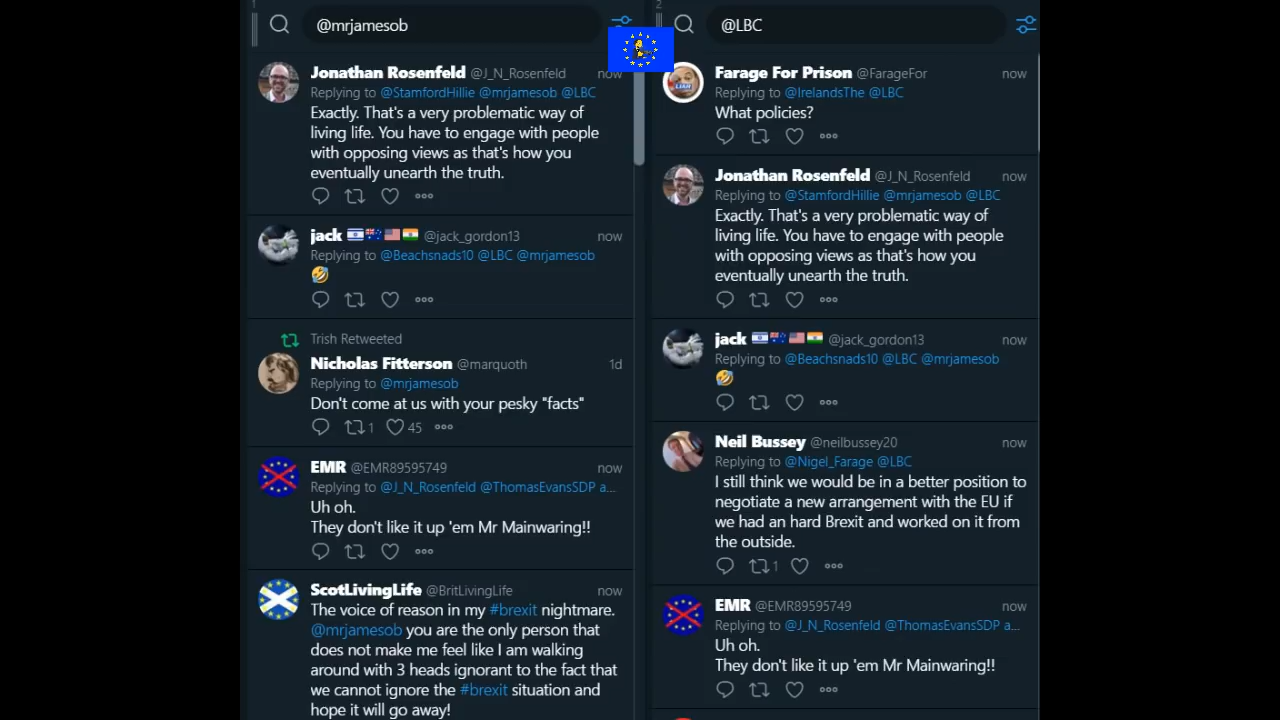 1
@mrjamesob
Jonathan Rosenfeld @J_N_Rosenfeld now
Replying to @StamfordHillie @mrjamesob @LBC
Exactly. That's a very problematic way of
living life. You have to engage with people
with opposing views as that's how you
eventually unearth the truth.
jack @jack_gordon13 now
Replying to @Beachsnads10 @LBC @mrjamesob
🤣
Trish Retweeted
Nicholas Fitterson @marquoth 1d
Replying to @mrjamesob
Don't come at us with your pesky "facts"
1 45
EMR @EMR89595749 now
Replying to @J_N_Rosenfeld @ThomasEvansSDP a...
Uh oh.
They don't like it up 'em Mr Mainwaring!!
ScotLivingLife @BritLivingLife now
The voice of reason in my #brexit nightmare.
@mrjamesob you are the only person that
does not make me feel like I am walking
around with 3 heads ignorant to the fact that
we cannot ignore the #brexit situation and
hope it will go away!
2
@LBC
Farage For Prison @FarageFor now
Replying to @IrelandsThe @LBC
What policies?
LIAR
Jonathan Rosenfeld @J_N_Rosenfeld now
Replying to @StamfordHillie @mrjamesob @LBC
Exactly. That's a very problematic way of
living life. You have to engage with people
with opposing views as that's how you
eventually unearth the truth.
jack @jack_gordon13 now
Replying to @Beachsnads10 @LBC @mrjamesob
🤣
Neil Bussey @neilbussey20 now
Replying to @Nigel_Farage @LBC
I still think we would be in a better position to
negotiate a new arrangement with the EU if
we had an hard Brexit and worked on it from
the outside.
1
EMR @EMR89595749 now
Replying to @J_N_Rosenfeld @ThomasEvansSDP a...
Uh oh.
They don't like it up 'em Mr Mainwaring!!